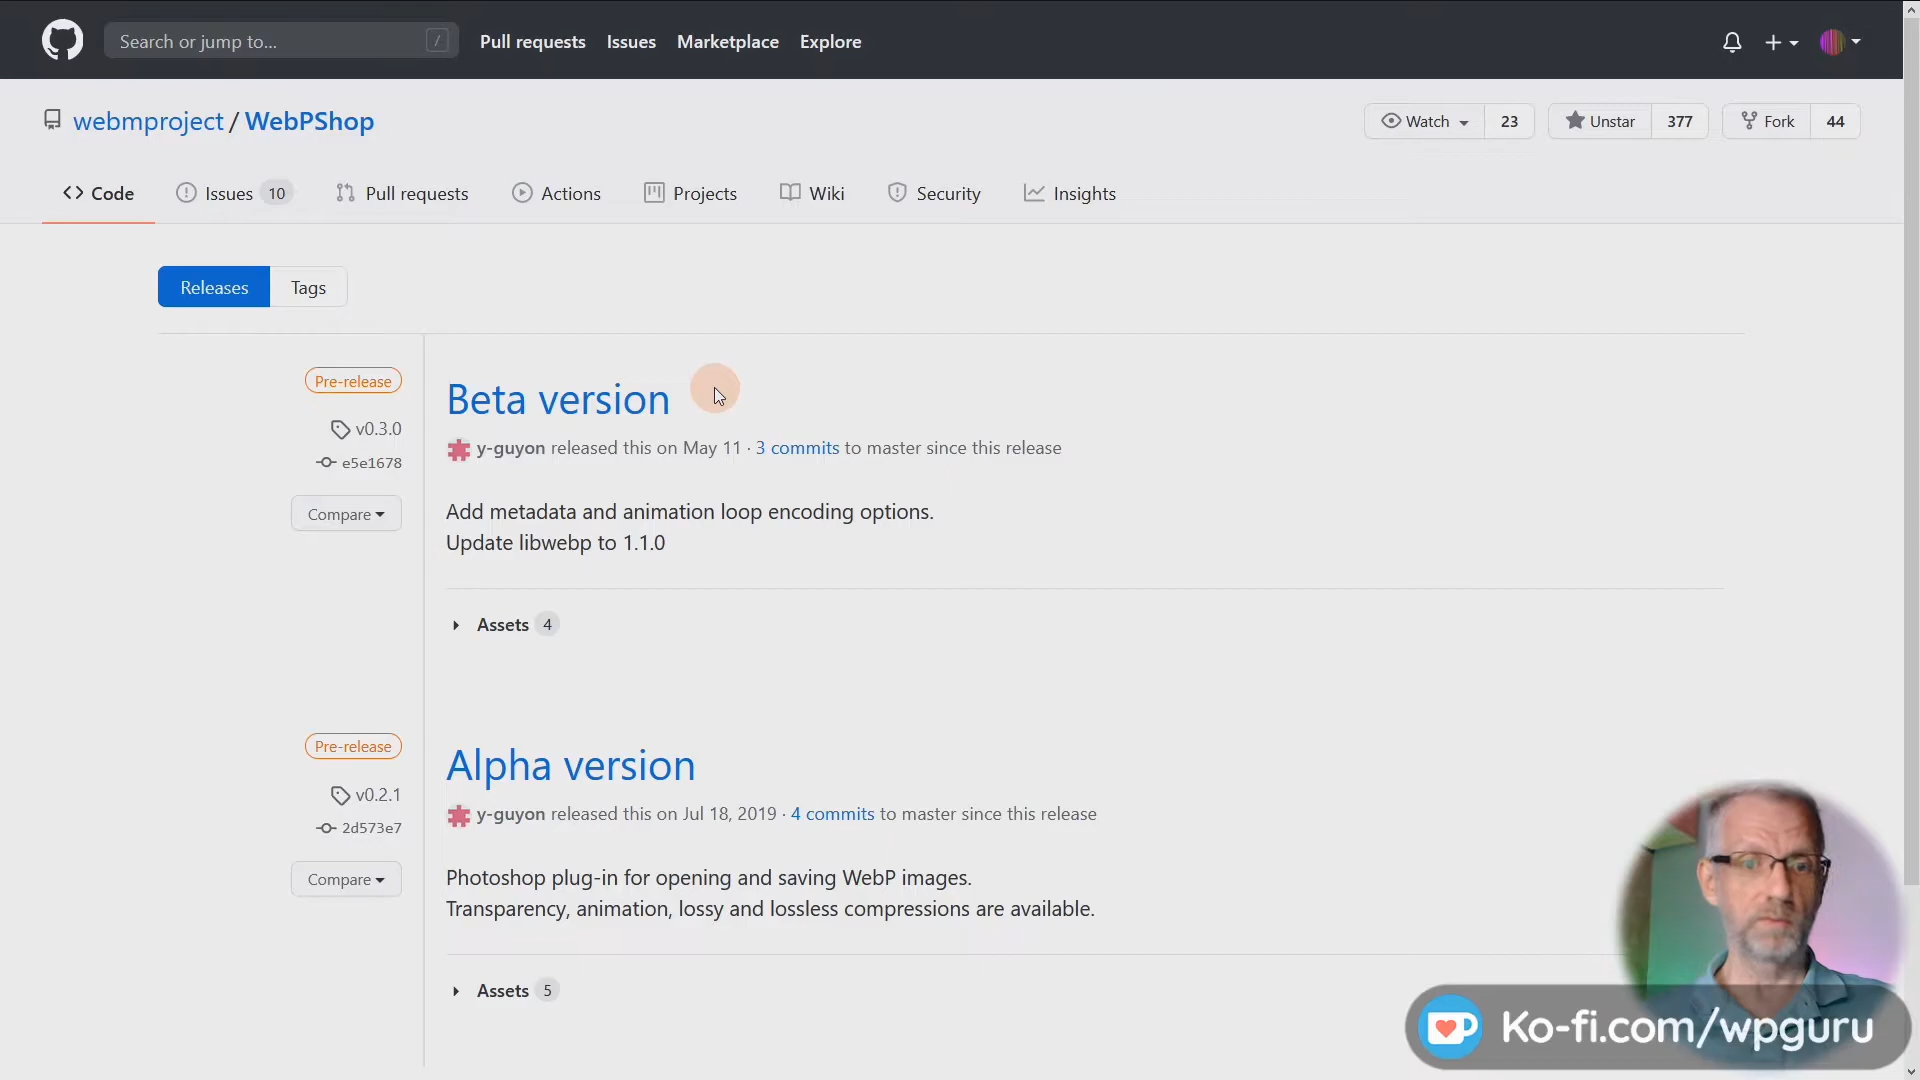 Search or jump to... /
Pull requests Issues Marketplace Explore
webmproject / WebPShop
Watch 23 Unstar 377 Fork 44
Code Issues 10 Pull requests Actions Projects Wiki Security Insights
Releases Tags
Pre-release
Beta version
v0.3.0
y-guyon released this on May 11 · 3 commits to master since this release
e5e1678
Compare
Add metadata and animation loop encoding options.
Update libwebp to 1.1.0
Assets 4
Pre-release
Alpha version
v0.2.1
y-guyon released this on Jul 18, 2019 · 4 commits to master since this release
2d573e7
Compare
Photoshop plug-in for opening and saving WebP images.
Transparency, animation, lossy and lossless compressions are available.
Assets 5
Ko-fi.com/wpguru